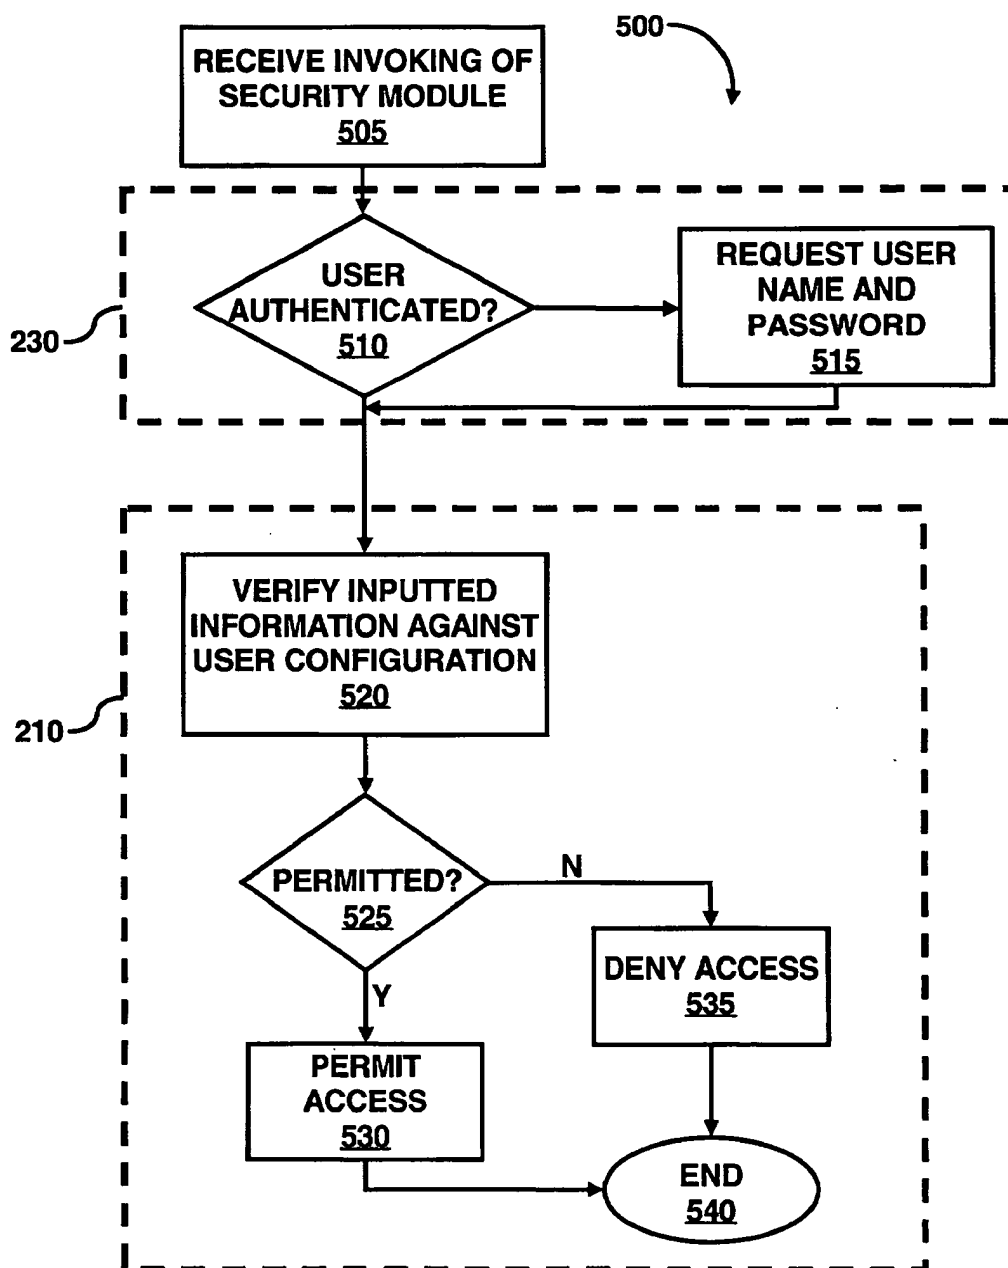 500
RECEIVE INVOKING OF
SECURITY MODULE
505
USER
AUTHENTICATED?
510
REQUEST USER
NAME AND
PASSWORD
515
230
VERIFY INPUTTED
INFORMATION AGAINST
USER CONFIGURATION
520
210
PERMITTED?
525
N
Y
DENY ACCESS
535
PERMIT
ACCESS
530
END
540